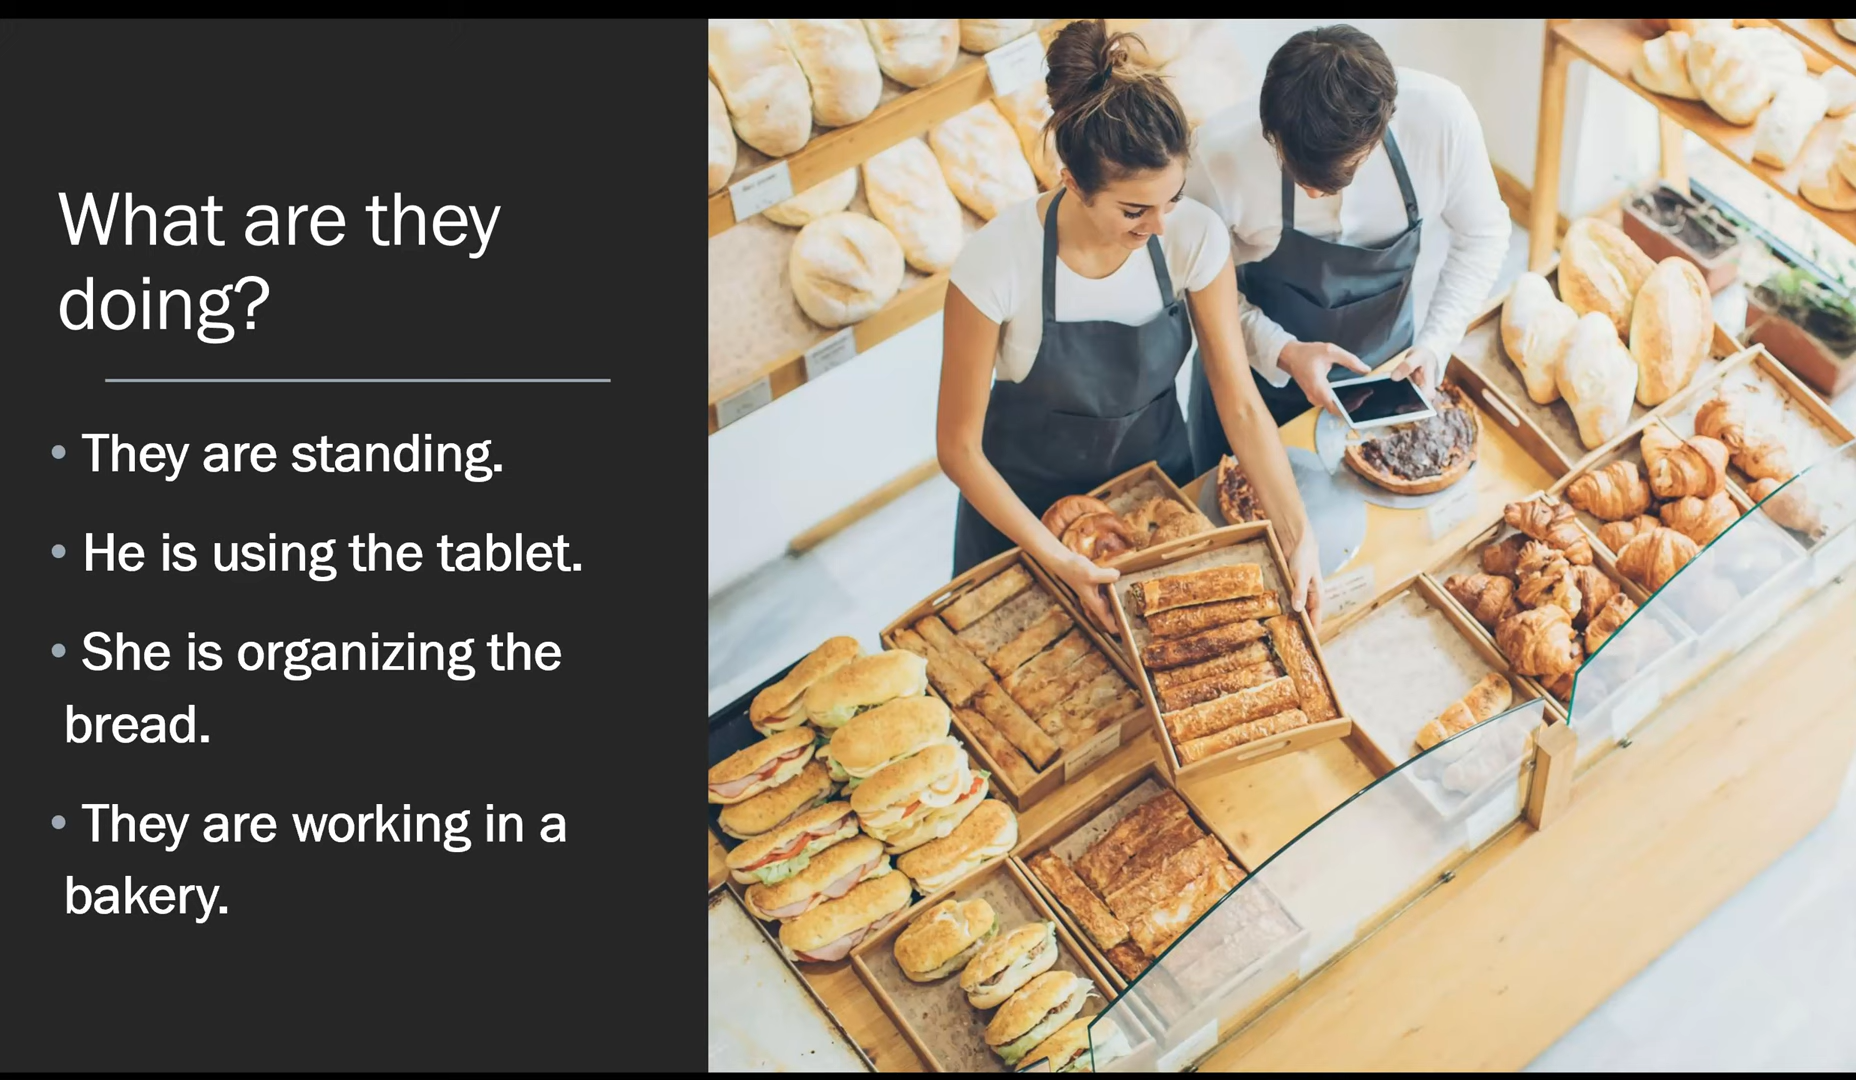 What are they
doing?
• They are standing.
• He is using the tablet.
• She is organizing the
bread.
• They are working in a
bakery.